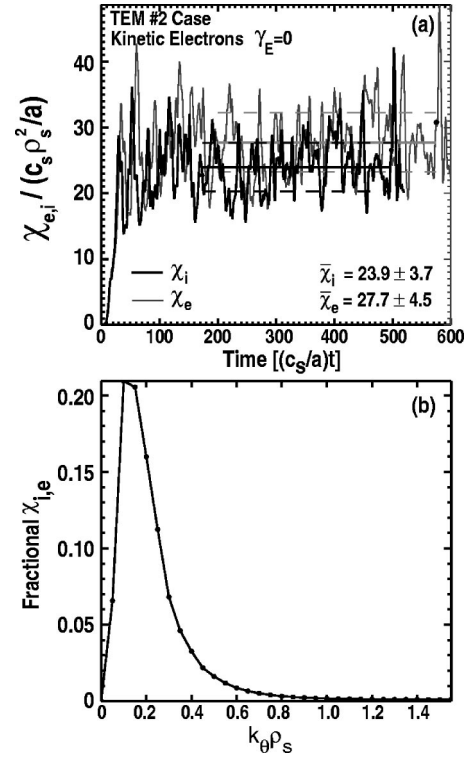 TEM #2 Case
(a)
Kinetic Electrons γE=0
χe,i / (csρs²/a)
40
30
20
10
0
χi
χe
χ̄i = 23.9 ± 3.7
χ̄e = 27.7 ± 4.5
0 100 200 300 400 500 600
Time [(cs/a)t]
(b)
Fractional χi,e
0.20
0.15
0.10
0.05
0
0 0.2 0.4 0.6 0.8 1.0 1.2 1.4
kθρs